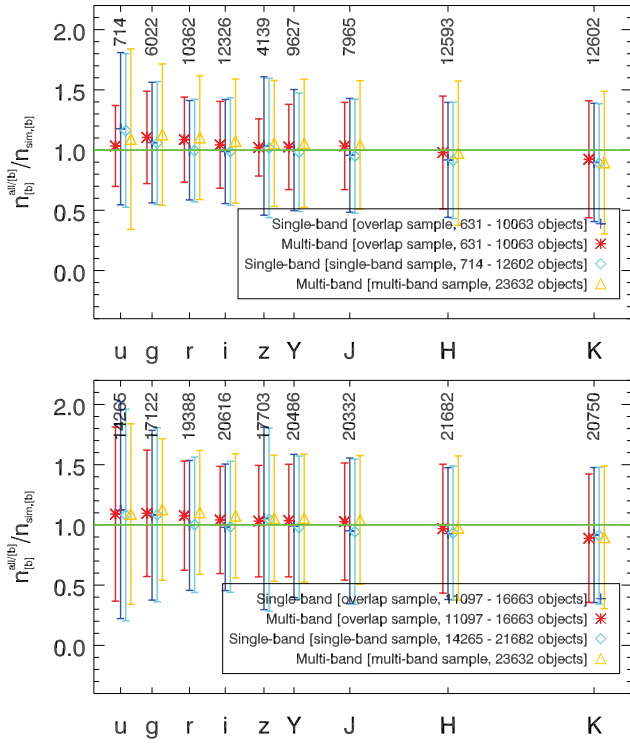 714 6022 10362 12326 4139 9627 7965 12593 12602
2.0
1.5
1.0
0.5
0.0
n[b]^all/[b]/n_sim,[b]
Single-band [overlap sample, 631 - 10063 objects]
Multi-band [overlap sample, 631 - 10063 objects]
Single-band [single-band sample, 714 - 12602 objects]
Multi-band [multi-band sample, 23632 objects]
u g r i z Y J H K
14265 17122 19388 20616 17703 20486 20332 21682 20750
2.0
1.5
1.0
0.5
0.0
n[b]^all/[b]/n_sim,[b]
Single-band [overlap sample, 11097 - 16663 objects]
Multi-band [overlap sample, 11097 - 16663 objects]
Single-band [single-band sample, 14265 - 21682 objects]
Multi-band [multi-band sample, 23632 objects]
u g r i z Y J H K